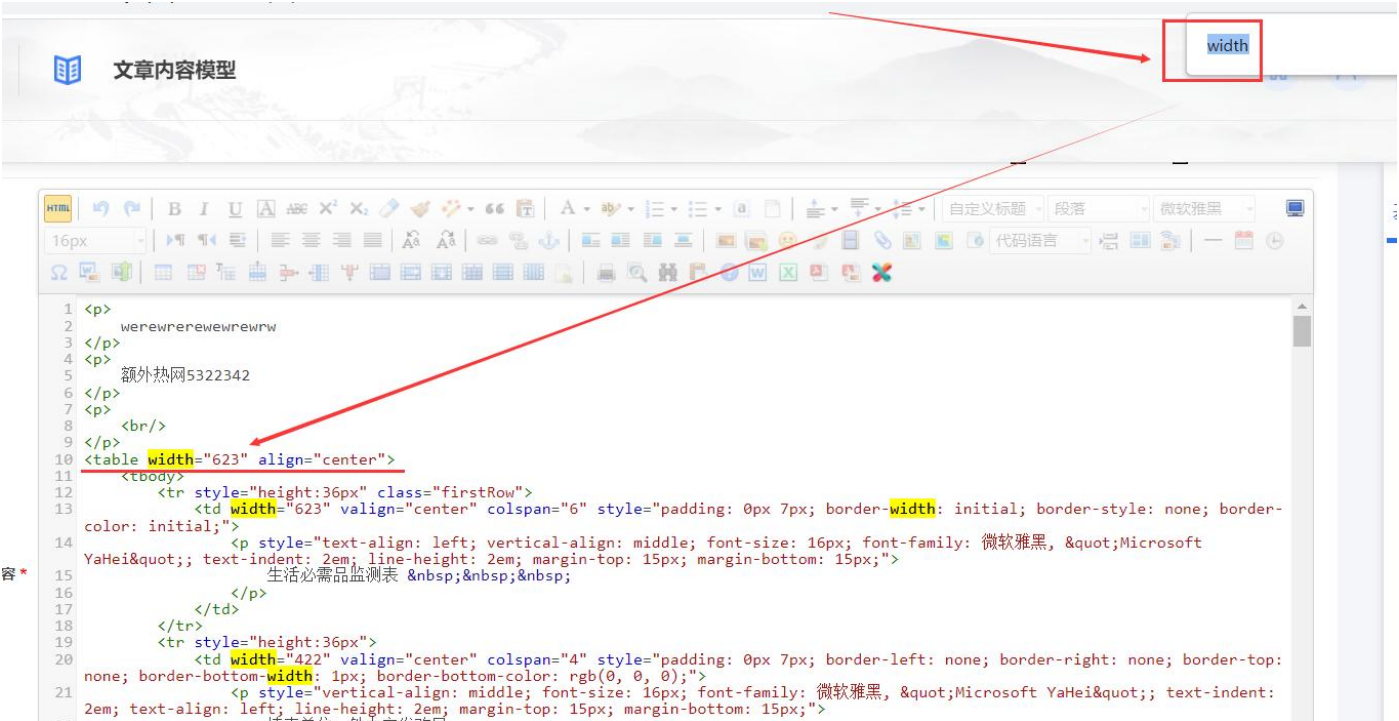 width
文章内容模型
HTML
B I U A ABC X² X₂ 66 T A ab a 自定义标题 段落 微软雅黑
16px 代码语言
Ω W X
1 <p>
2 werewrerewewrewrw
3 </p>
4 <p>
5 额外热网5322342
6 </p>
7 <p>
8 <br/>
9 </p>
10 <table width="623" align="center">
11 <tbody>
12 <tr style="height:36px" class="firstRow">
13 <td width="623" valign="center" colspan="6" style="padding: 0px 7px; border-width: initial; border-style: none; border-
color: initial;">
14 <p style="text-align: left; vertical-align: middle; font-size: 16px; font-family: 微软雅黑, &quot;Microsoft
YaHei&quot;; text-indent: 2em; line-height: 2em; margin-top: 15px; margin-bottom: 15px;">
容 *
15 生活必需品监测表 &nbsp;&nbsp;&nbsp;
16 </p>
17 </td>
18 </tr>
19 <tr style="height:36px">
20 <td width="422" valign="center" colspan="4" style="padding: 0px 7px; border-left: none; border-right: none; border-top:
none; border-bottom-width: 1px; border-bottom-color: rgb(0, 0, 0);">
21 <p style="vertical-align: middle; font-size: 16px; font-family: 微软雅黑, &quot;Microsoft YaHei&quot;; text-indent:
2em; text-align: left; line-height: 2em; margin-top: 15px; margin-bottom: 15px;">